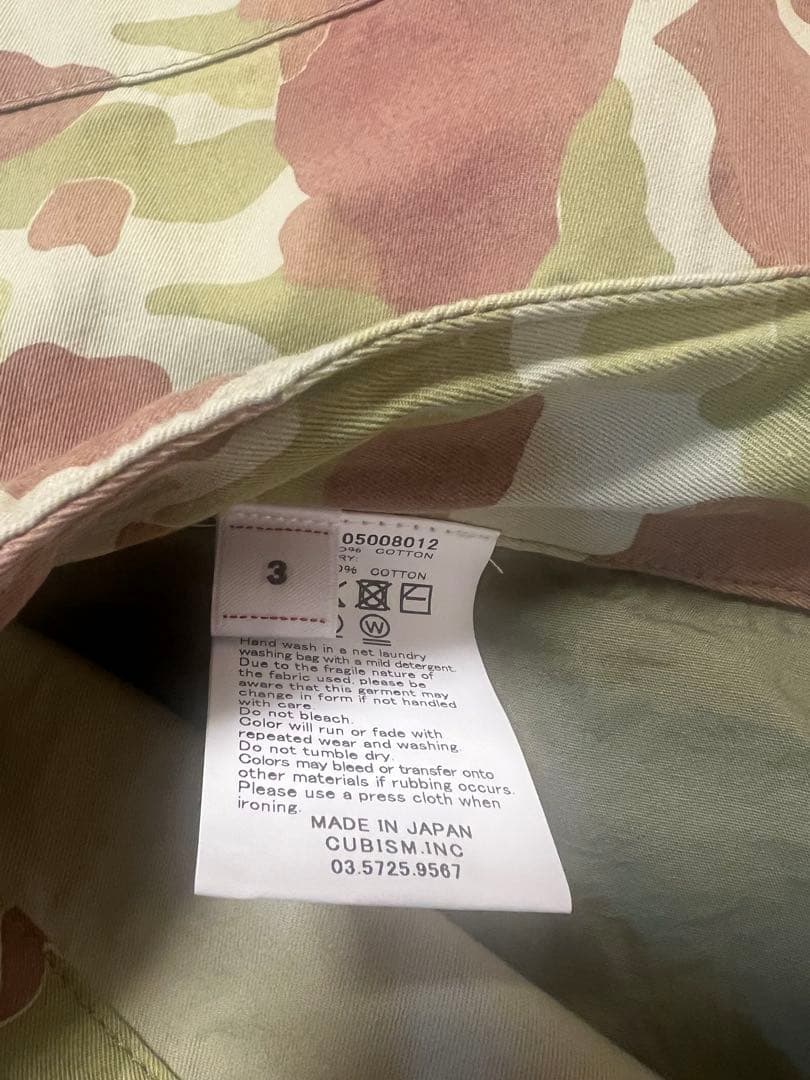 3
05008012
COTTON
COTTON
W
Hand wash in a net laundry
washing bag with a mild detergent.
Due to the fragile nature of
the fabric used, please be
aware that this garment may
change in form if not handled
with care.
Do not bleach.
Color will run or fade with
repeated wear and washing.
Do not tumble dry.
Colors may bleed or transfer onto
other materials if rubbing occurs.
Please use a press cloth when
ironing.
MADE IN JAPAN
CUBISM.INC
03.5725.9567